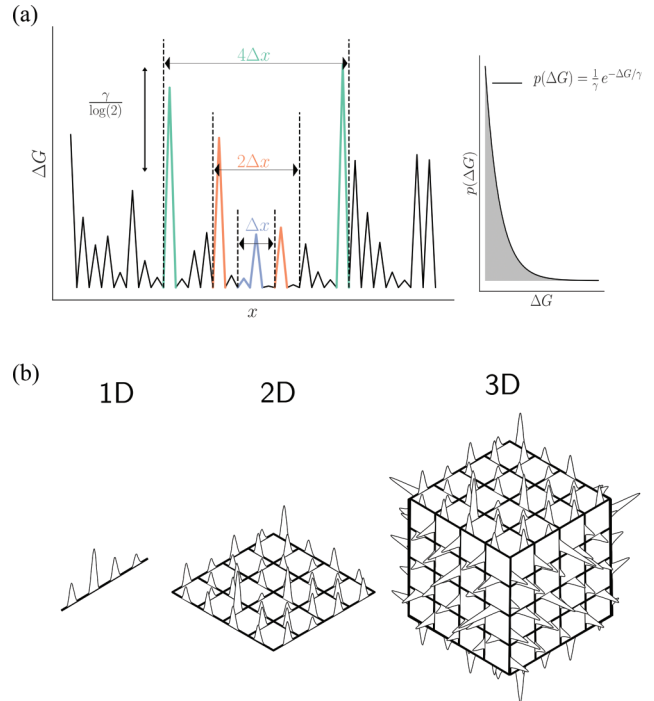 (a)
4Δx
γ/log(2)
2Δx
Δx
ΔG
x
p(ΔG) = 1/γ e^{-ΔG/γ}
p(ΔG)
ΔG
(b)
1D
2D
3D